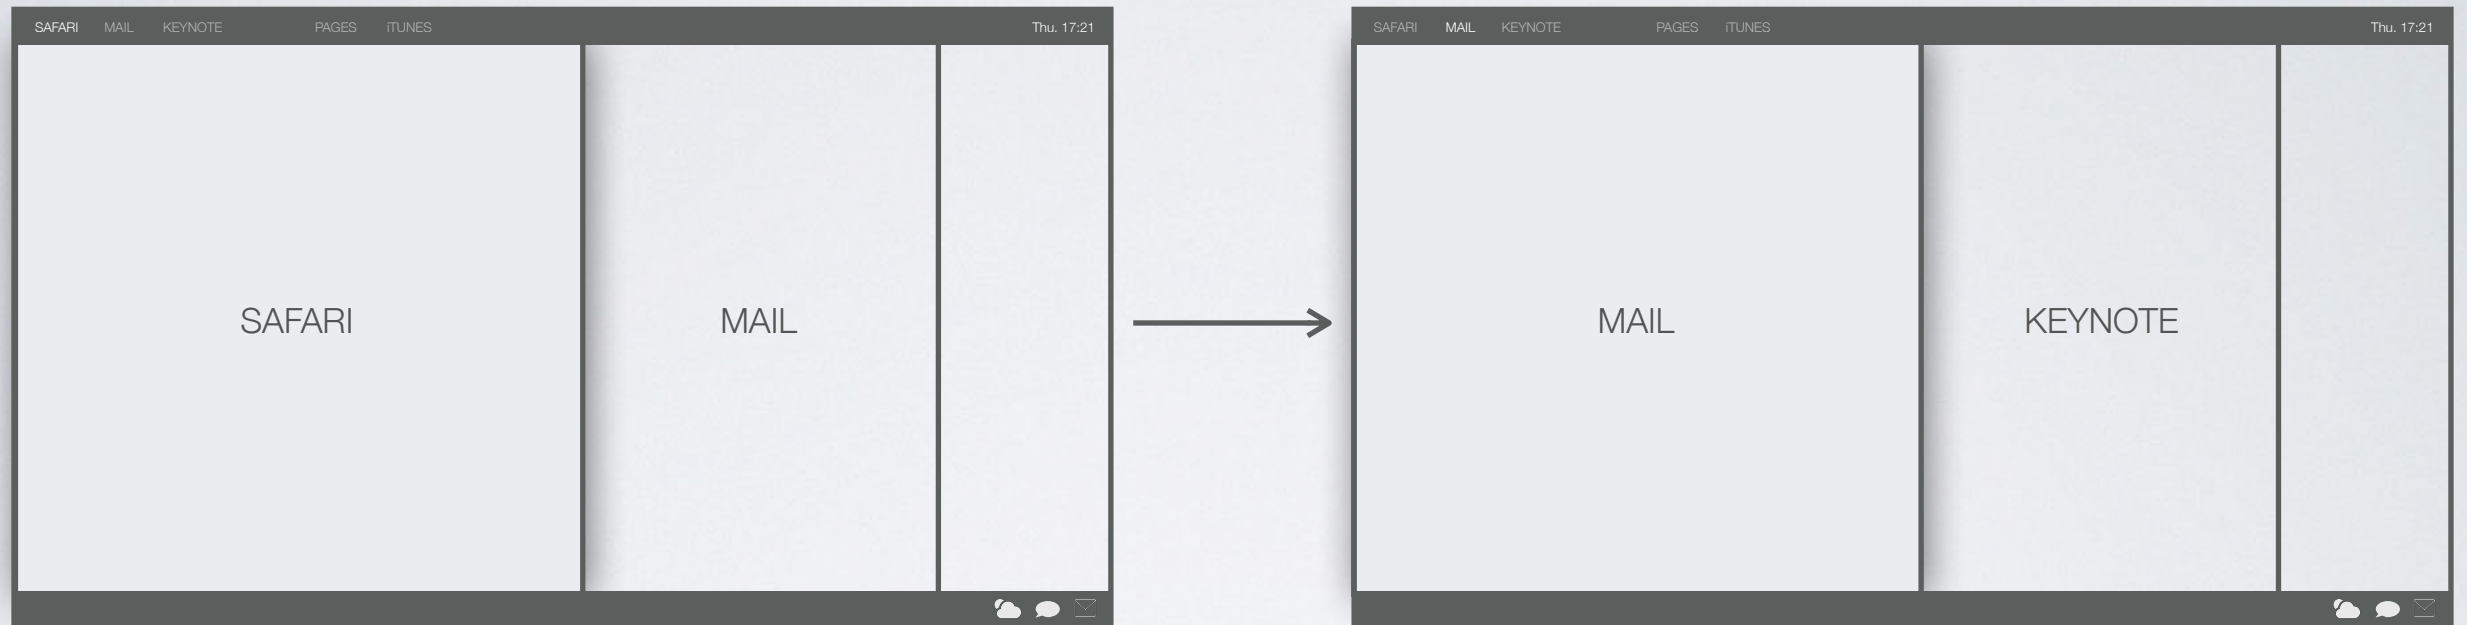 SAFARI MAIL KEYNOTE PAGES iTUNES Thu. 17:21
SAFARI MAIL
SAFARI MAIL KEYNOTE PAGES iTUNES Thu. 17:21
MAIL KEYNOTE